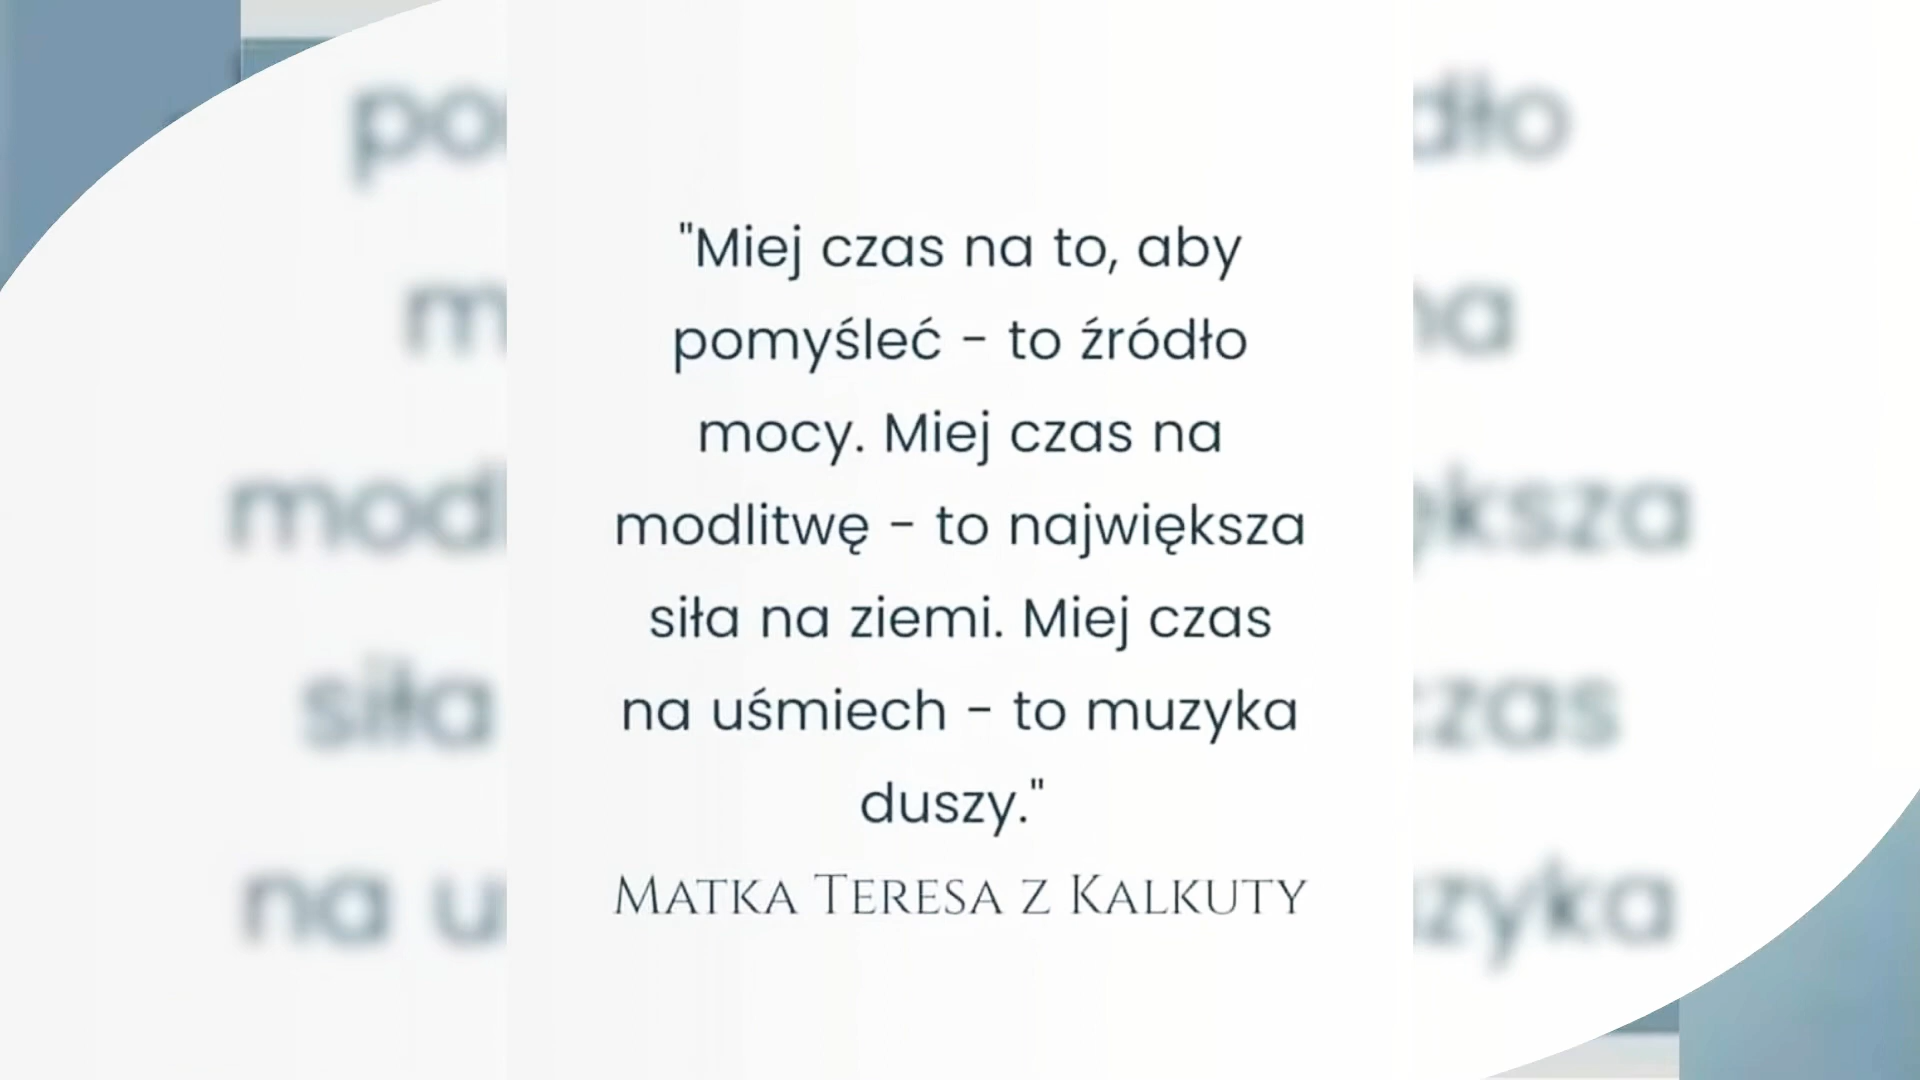 "Miej czas na to, aby
pomyśleć - to źródło
mocy. Miej czas na
modlitwę - to największa
siła na ziemi. Miej czas
na uśmiech - to muzyka
duszy."
Matka Teresa z Kalkuty